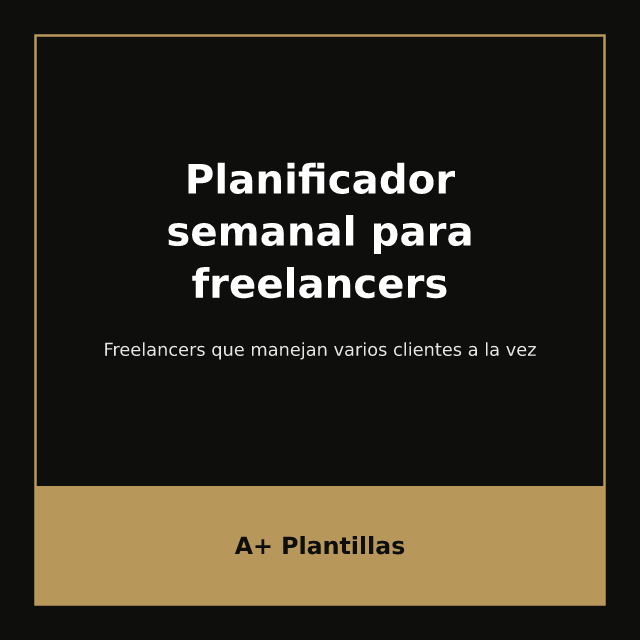 Planificador
semanal para
freelancers
Freelancers que manejan varios clientes a la vez
A+ Plantillas